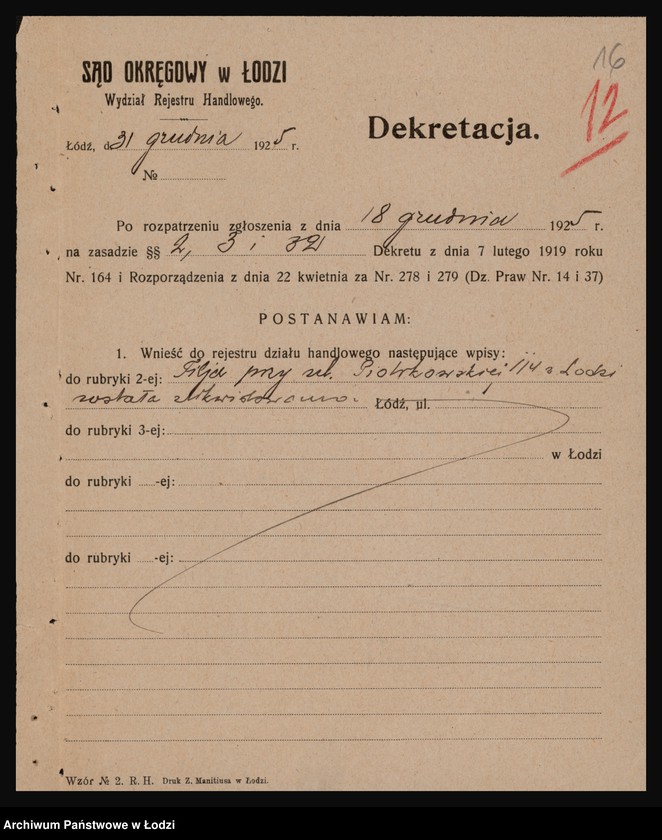 16
12
SĄD OKRĘGOWY w ŁODZI
Wydział Rejestru Handlowego.
Dekretacja.
Łódź, d. 31 grudnia 1925 r.
№
Po rozpatrzeniu zgłoszenia z dnia 18 grudnia 1925 r.
na zasadzie §§ 2, 3 i 32 Dekretu z dnia 7 lutego 1919 roku
Nr. 164 i Rozporządzenia z dnia 22 kwietnia za Nr. 278 i 279 (Dz. Praw Nr. 14 i 37)
POSTANAWIAM:
1. Wnieść do rejestru działu handlowego następujące wpisy:
do rubryki 2-ej: Filja przy ul. Piotrkowskiej 114 w Łodzi
została zlikwidowana. Łódź, ul.
do rubryki 3-ej:
w Łodzi
do rubryki -ej:
do rubryki -ej:
Wzór № 2. R. H. Druk Z. Manitiusa w Łodzi.
Archiwum Państwowe w Łodzi